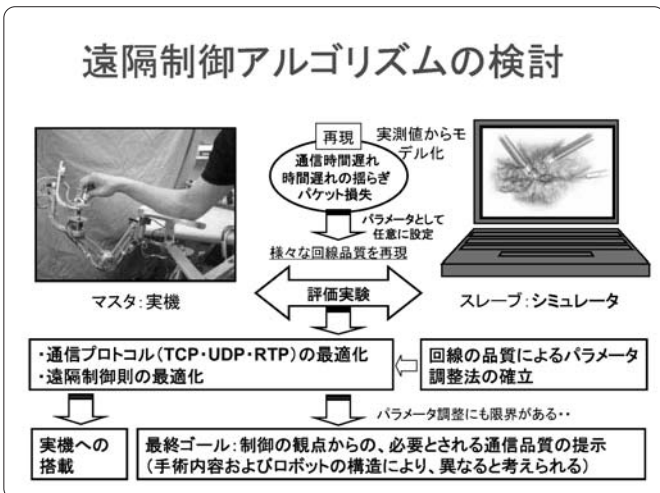 遠隔制御アルゴリズムの検討
再現
通信時間遅れ
時間遅れの揺らぎ
パケット損失
実測値からモ
デル化
パラメータとして
任意に設定
様々な回線品質を再現
マスタ:実機
評価実験
スレーブ:シミュレータ
・通信プロトコル(TCP・UDP・RTP)の最適化
・遠隔制御則の最適化
回線の品質によるパラメータ
調整法の確立
パラメータ調整にも限界がある・・
実機への
搭載
最終ゴール:制御の観点からの、必要とされる通信品質の提示
(手術内容およびロボットの構造により、異なると考えられる)